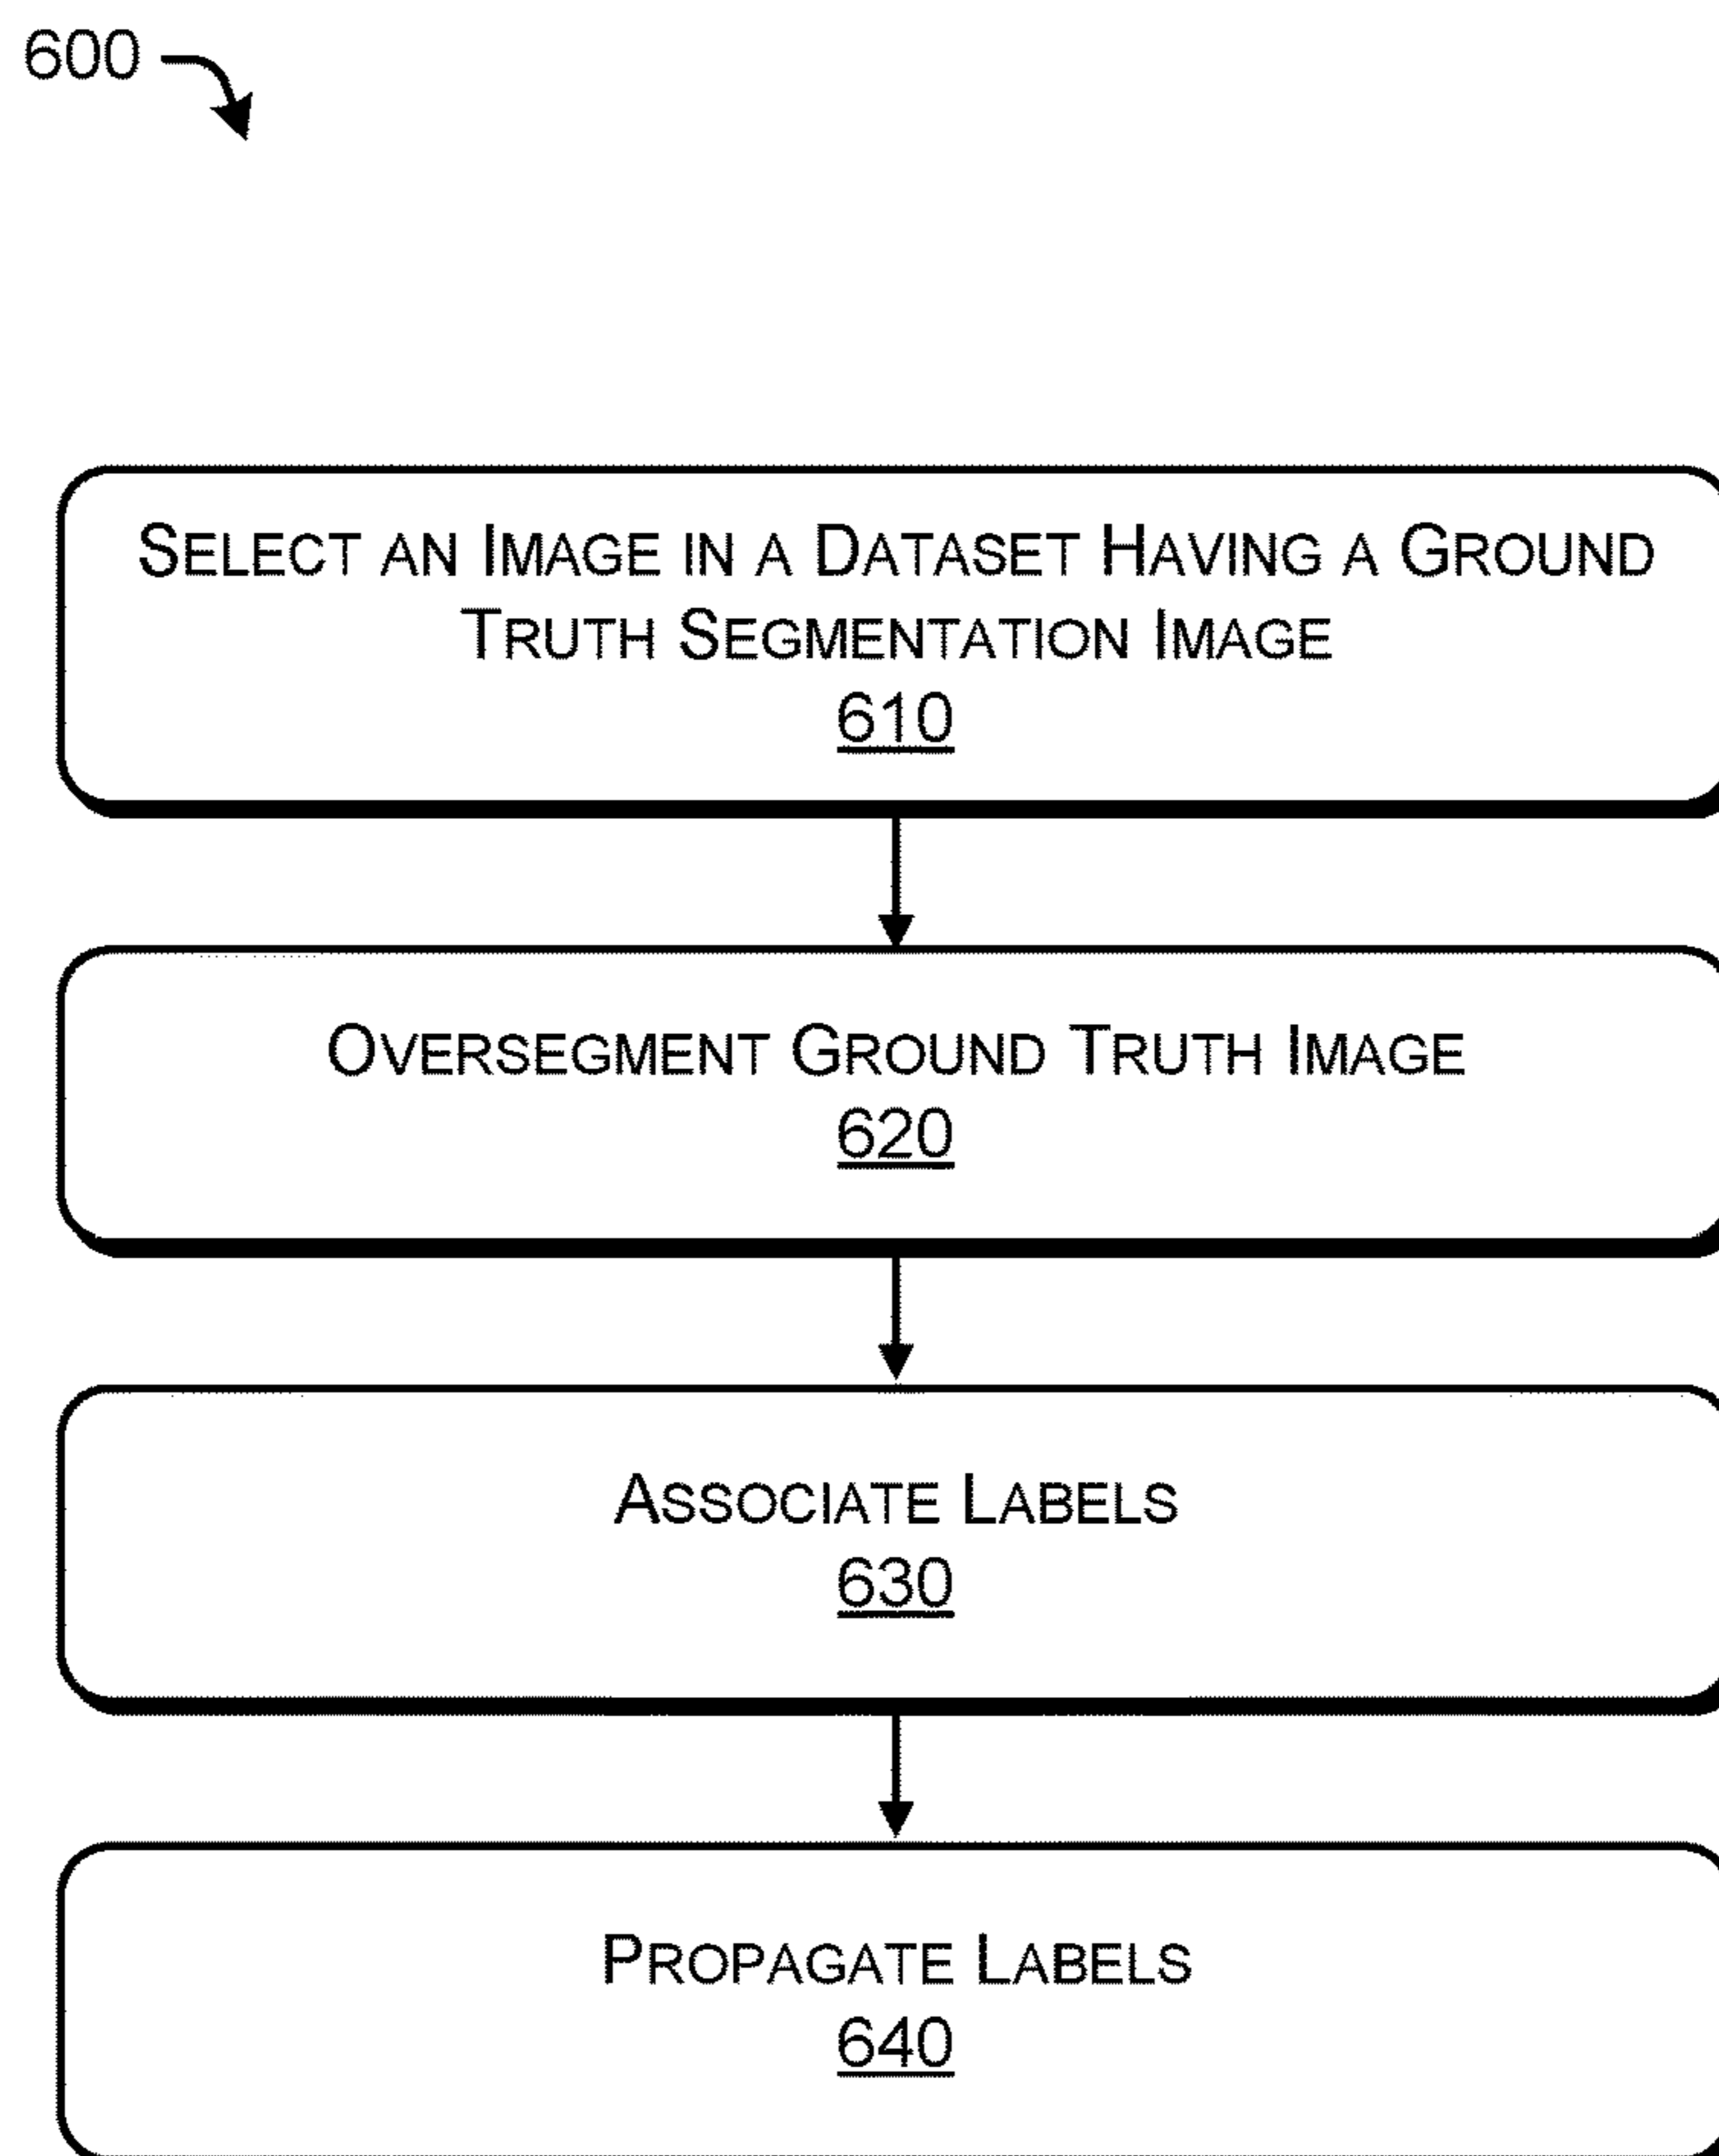 600
SELECT AN IMAGE IN A DATASET HAVING A GROUND
TRUTH SEGMENTATION IMAGE
610
OVERSEGMENT GROUND TRUTH IMAGE
620
ASSOCIATE LABELS
630
PROPAGATE LABELS
640